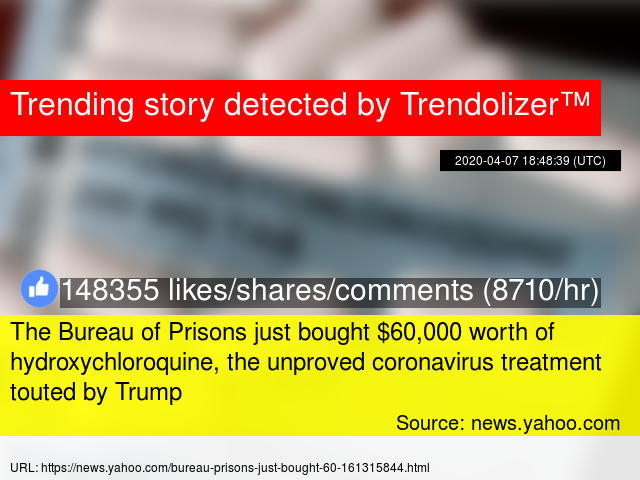 Trending story detected by Trendolizer™
2020-04-07 18:48:39 (UTC)
148355 likes/shares/comments (8710/hr)
The Bureau of Prisons just bought $60,000 worth of
hydroxychloroquine, the unproved coronavirus treatment
touted by Trump
Source: news.yahoo.com
URL: https://news.yahoo.com/bureau-prisons-just-bought-60-161315844.html